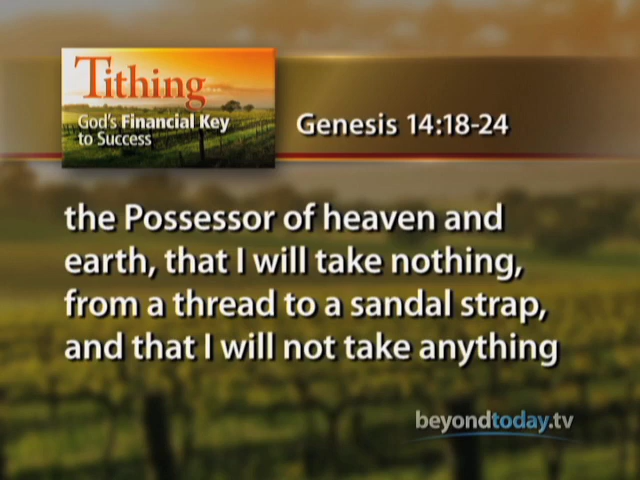 Tithing
God's Financial Key
to Success
Genesis 14:18-24
the Possessor of heaven and
earth, that I will take nothing,
from a thread to a sandal strap,
and that I will not take anything
beyondtoday.tv